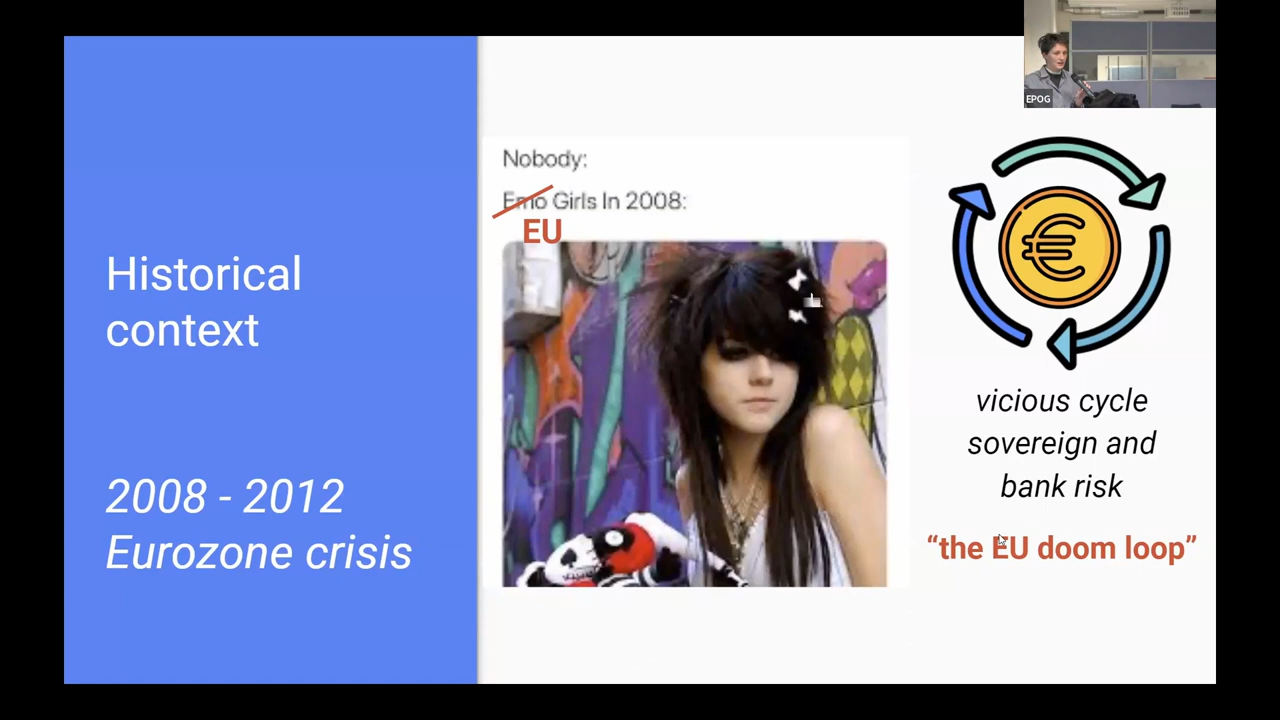 EPOG
Historical
context
2008 - 2012
Eurozone crisis
Nobody:
Emo Girls In 2008:
EU
€
vicious cycle
sovereign and
bank risk
“the EU doom loop”